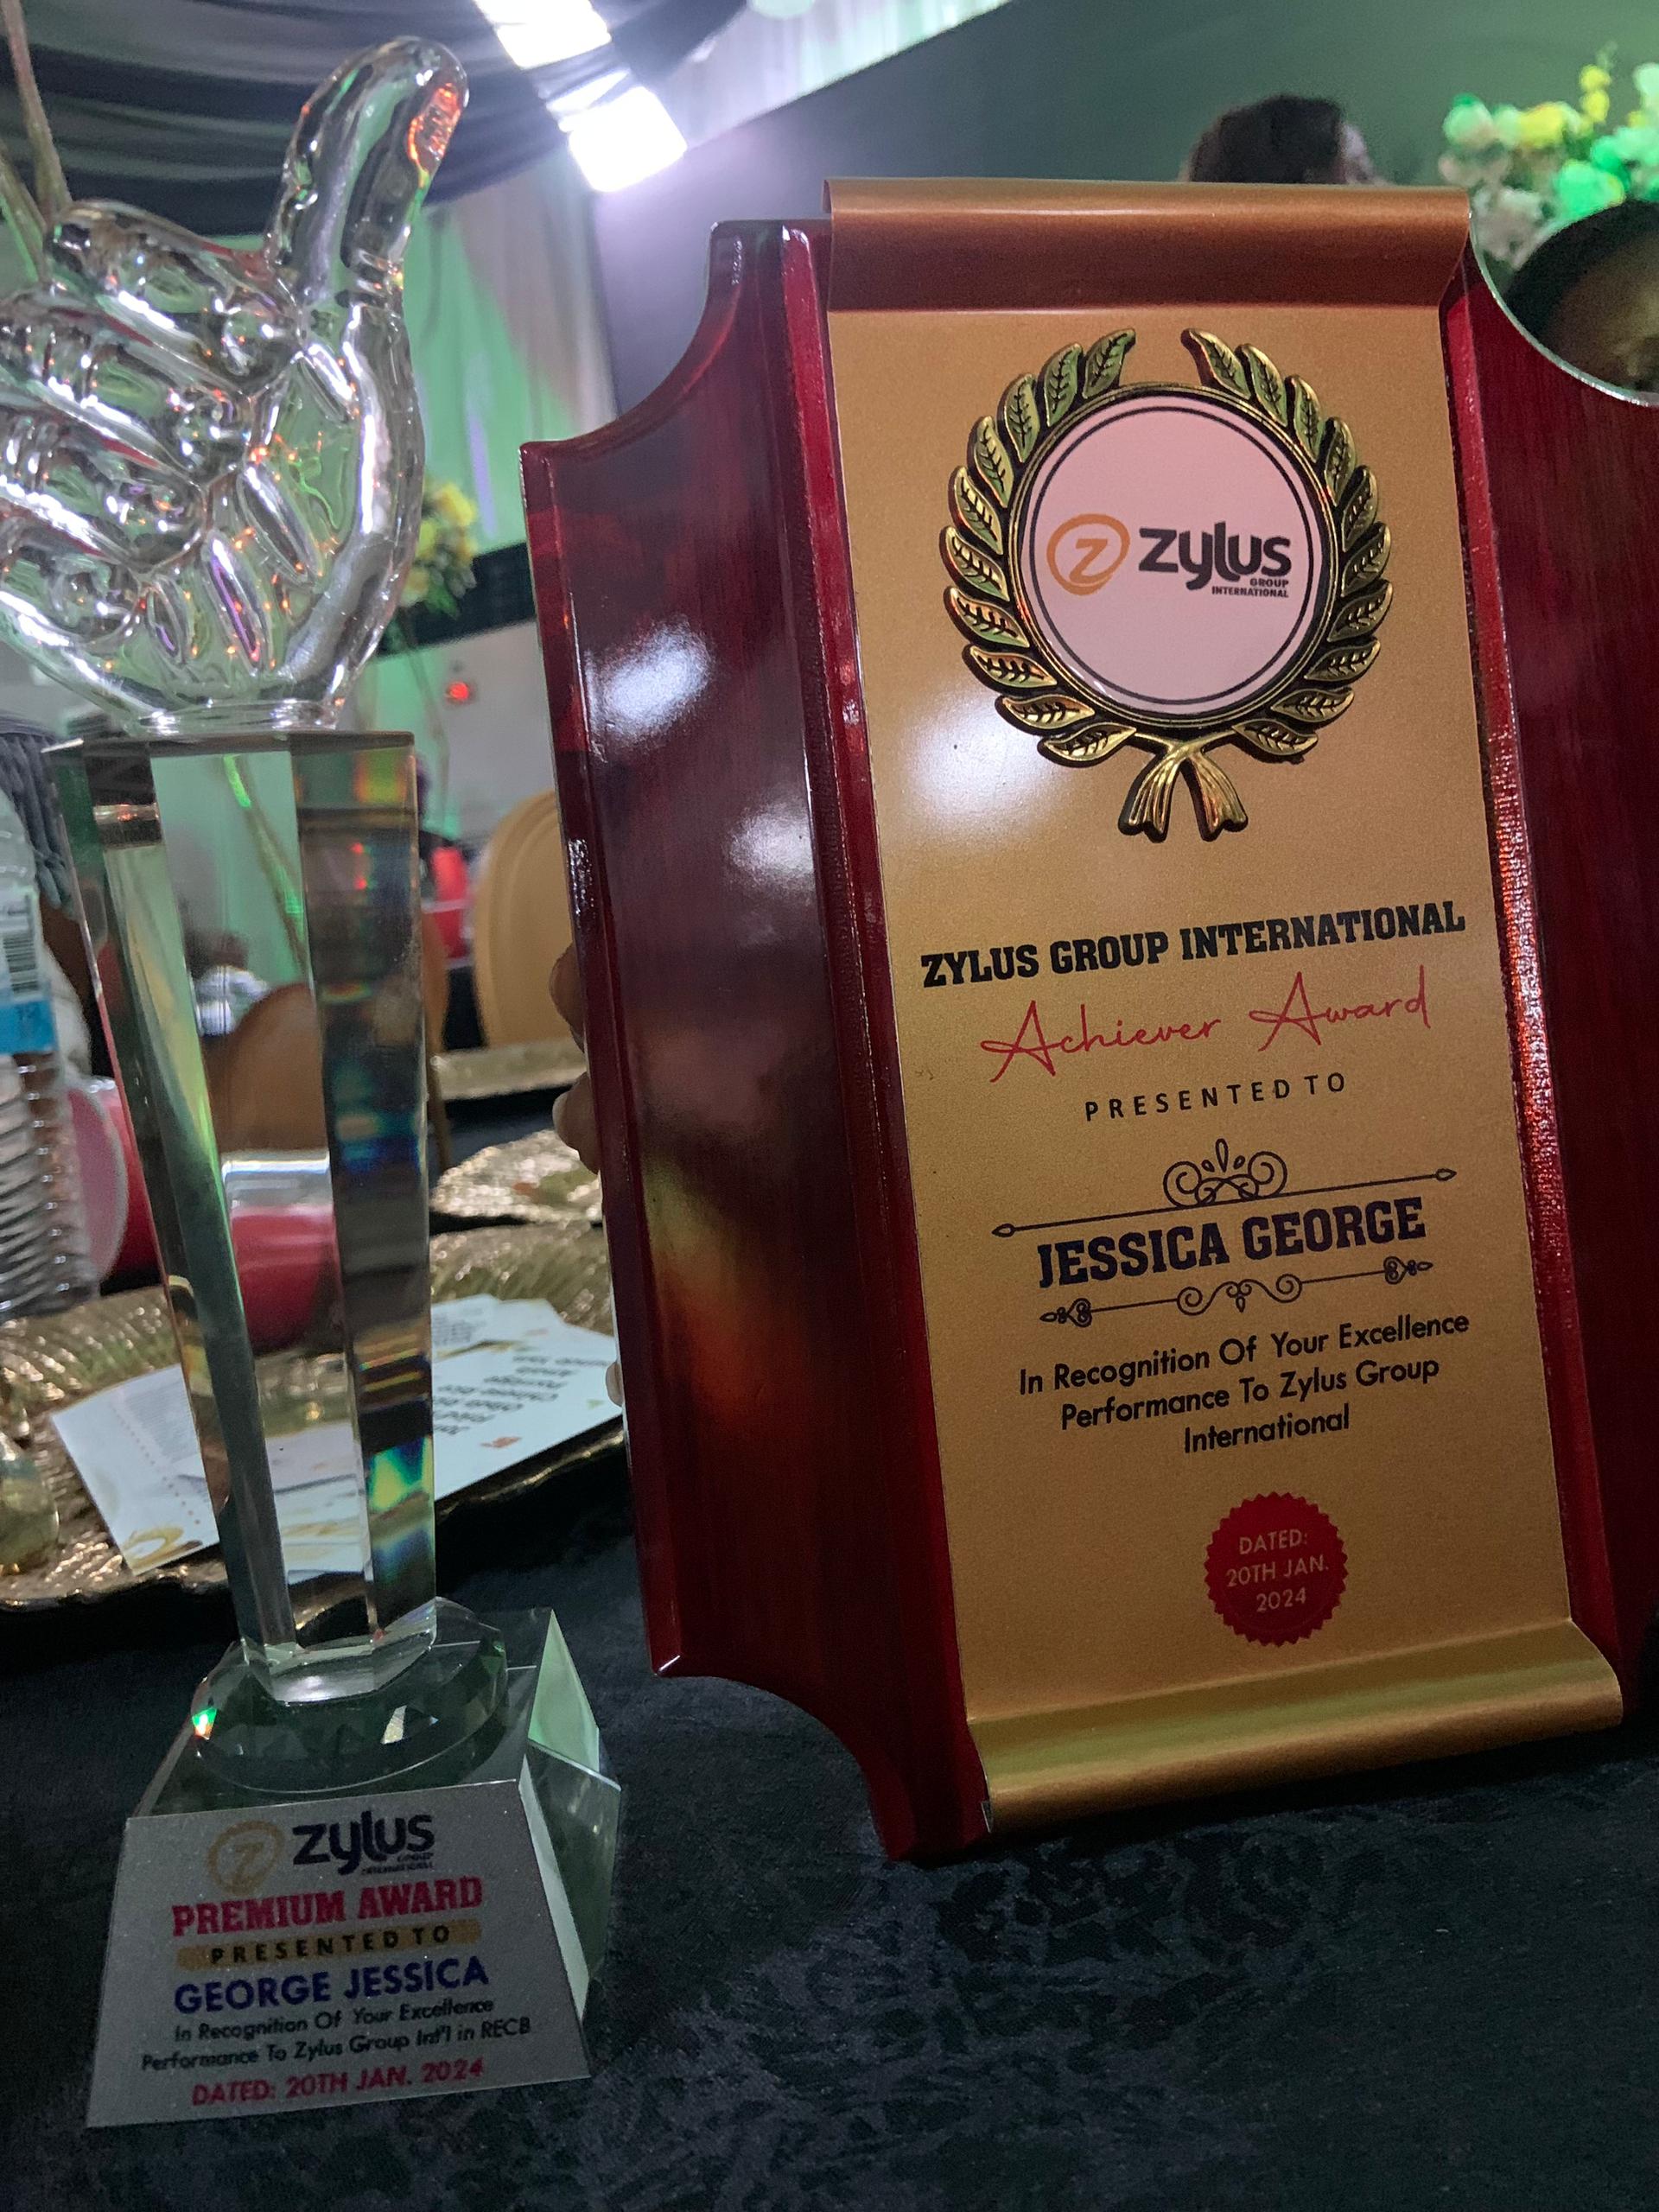 zylus
GROUP
INTERNATIONAL
ZYLUS GROUP INTERNATIONAL
Achiever Award
PRESENTED TO
JESSICA GEORGE
In Recognition Of Your Excellence
Performance To Zylus Group
International
DATED:
20TH JAN.
2024
zylus
GROUP
INTERNATIONAL
PREMIUM AWARD
PRESENTED TO
GEORGE JESSICA
In Recognition Of Your Excellence
Performance To Zylus Group Int'l in RECB
DATED: 20TH JAN. 2024